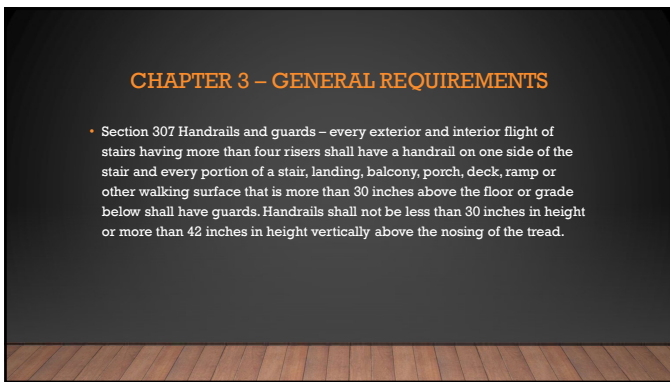 CHAPTER 3 – GENERAL REQUIREMENTS
• Section 307 Handrails and guards – every exterior and interior flight of
stairs having more than four risers shall have a handrail on one side of the
stair and every portion of a stair, landing, balcony, porch, deck, ramp or
other walking surface that is more than 30 inches above the floor or grade
below shall have guards. Handrails shall not be less than 30 inches in height
or more than 42 inches in height vertically above the nosing of the tread.